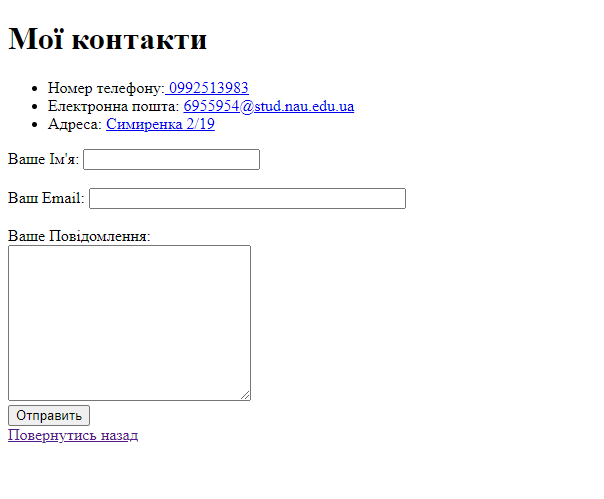 Мої контакти
Номер телефону: 0992513983
Електронна пошта: 6955954@stud.nau.edu.ua
Адреса: Симиренка 2/19
Ваше Ім'я:
Ваш Email:
Ваше Повідомлення:
Отправить
Повернутись назад